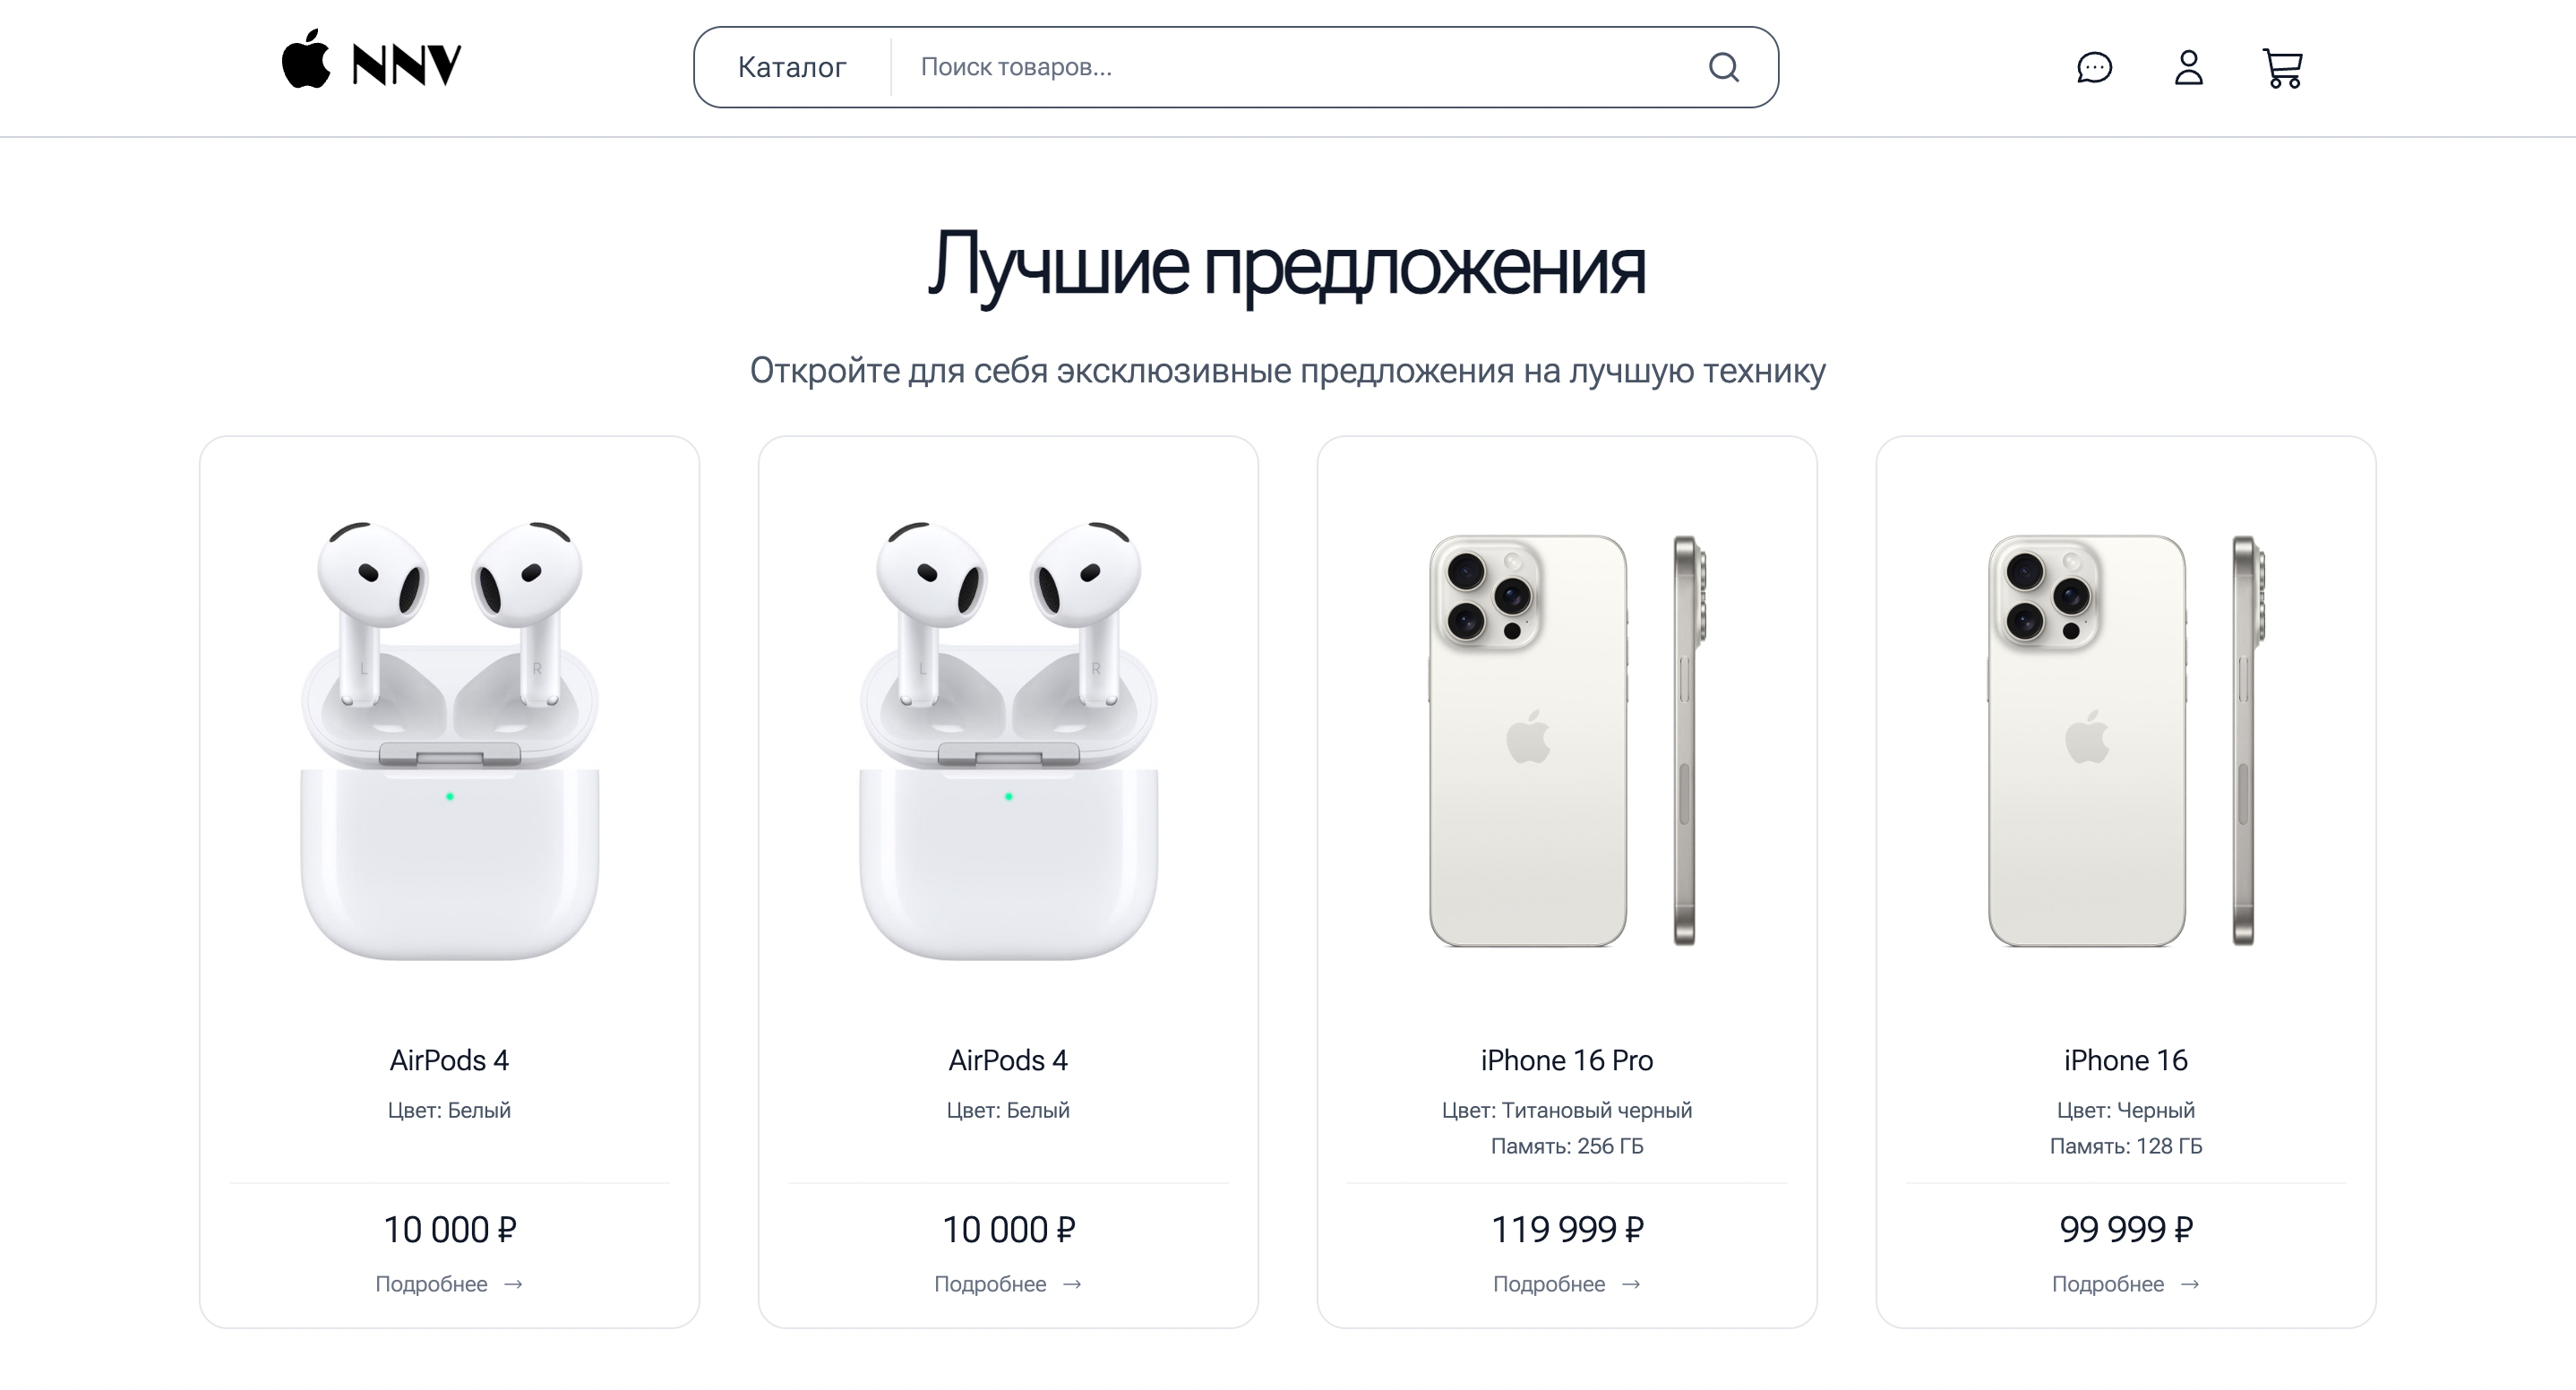 NNV
Каталог
Поиск товаров...
Лучшие предложения
Откройте для себя эксклюзивные предложения на лучшую технику
L R
L R
AirPods 4
Цвет: Белый
10 000 ₽
Подробнее →
AirPods 4
Цвет: Белый
10 000 ₽
Подробнее →
iPhone 16 Pro
Цвет: Титановый черный
Память: 256 ГБ
119 999 ₽
Подробнее →
iPhone 16
Цвет: Черный
Память: 128 ГБ
99 999 ₽
Подробнее →